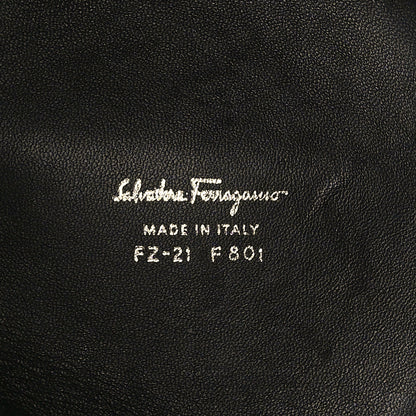 Salvatore Ferragamo
MADE IN ITALY
FZ-21 F801